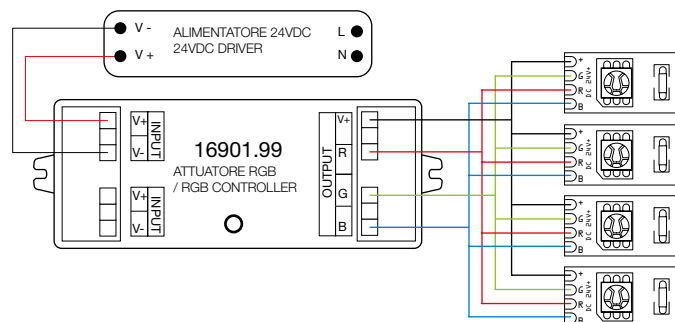 V -
V +
ALIMENTATORE 24VDC
24VDC DRIVER
L
N
V+
V-
INPUT
V+
V-
INPUT
16901.99
ATTUATORE RGB
/ RGB CONTROLLER
OUTPUT
V+
R
G
B
+
G
R
B
DC 24V+
+
G
R
B
DC 24V+
+
G
R
B
DC 24V+
+
G
R
B
DC 24V+